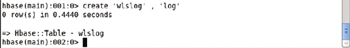 hbase(main):001:0> create 'wlslog' , 'log'
0 row(s) in 0.4440 seconds
=> Hbase::Table - wlslog
hbase(main):002:0>